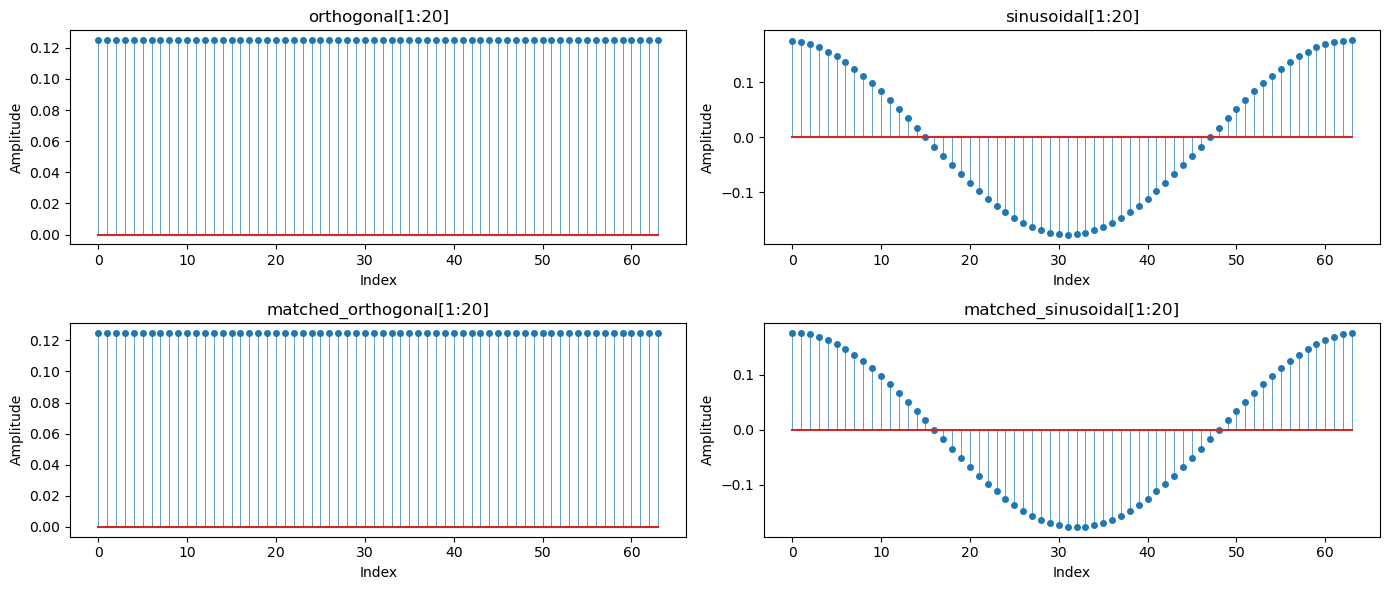 orthogonal[1:20]
0.12
0.10
0.08
0.06
0.04
0.02
0.00
Amplitude
0 10 20 30 40 50 60
Index
sinusoidal[1:20]
0.1
0.0
−0.1
Amplitude
0 10 20 30 40 50 60
Index
matched_orthogonal[1:20]
0.12
0.10
0.08
0.06
0.04
0.02
0.00
Amplitude
0 10 20 30 40 50 60
Index
matched_sinusoidal[1:20]
0.1
0.0
−0.1
Amplitude
0 10 20 30 40 50 60
Index